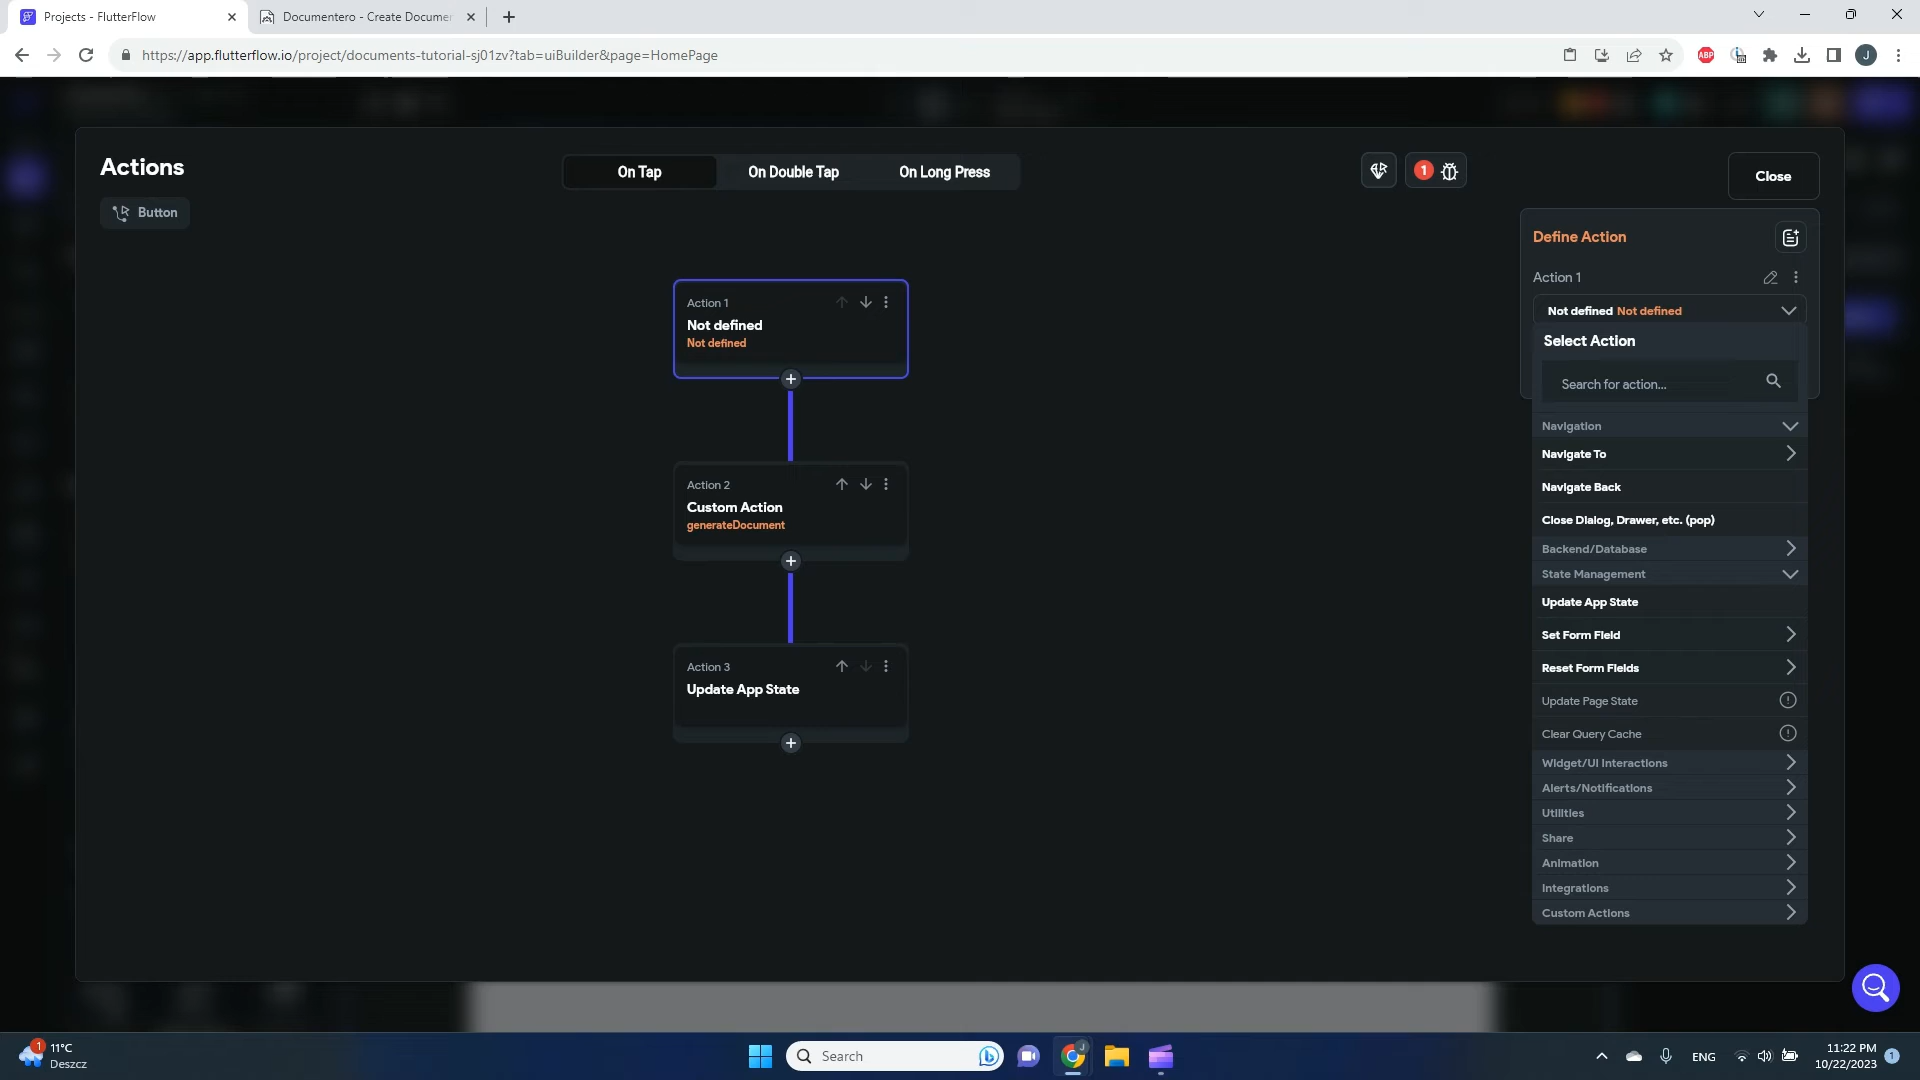 Projects - FlutterFlow
Documentero - Create Documen
https://app.flutterflow.io/project/documents-tutorial-sj01zv?tab=uiBuilder&page=HomePage
ABP
J
Actions
Button
On Tap
On Double Tap
On Long Press
1
Close
Define Action
Action 1
Not defined Not defined
Select Action
Search for action...
Navigation
Navigate To
Navigate Back
Close Dialog, Drawer, etc. (pop)
Backend/Database
State Management
Update App State
Set Form Field
Reset Form Fields
Update Page State
Clear Query Cache
Widget/UI Interactions
Alerts/Notifications
Utilities
Share
Animation
Integrations
Custom Actions
Action 1
Not defined
Not defined
Action 2
Custom Action
generateDocument
Action 3
Update App State
1
11°C
Deszcz
Search
J
ENG
11:22 PM
10/22/2023
1